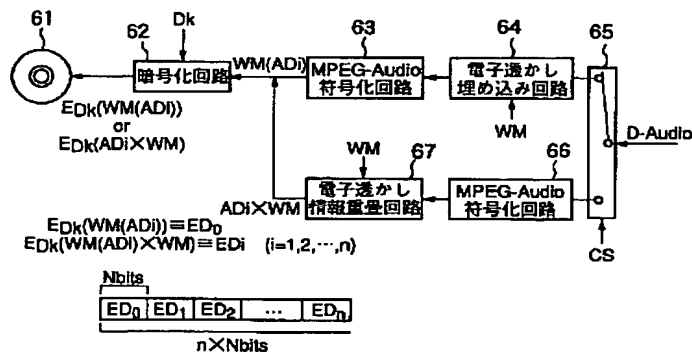 61
62
Dk
63
64
65
暗号化回路
WM(ADi)
MPEG-Audio
符号化回路
電子透かし
埋め込み回路
WM
D-Audio
EDk(WM(ADi))
or
EDk(ADi×WM)
WM
67
66
電子透かし
情報重畳回路
MPEG-Audio
符号化回路
ADi×WM
CS
EDk(WM(ADi))≡ED0
EDk(WM(ADi)×WM)≡EDi (i=1,2,…,n)
Nbits
ED0 ED1 ED2 … EDn
n×Nbits